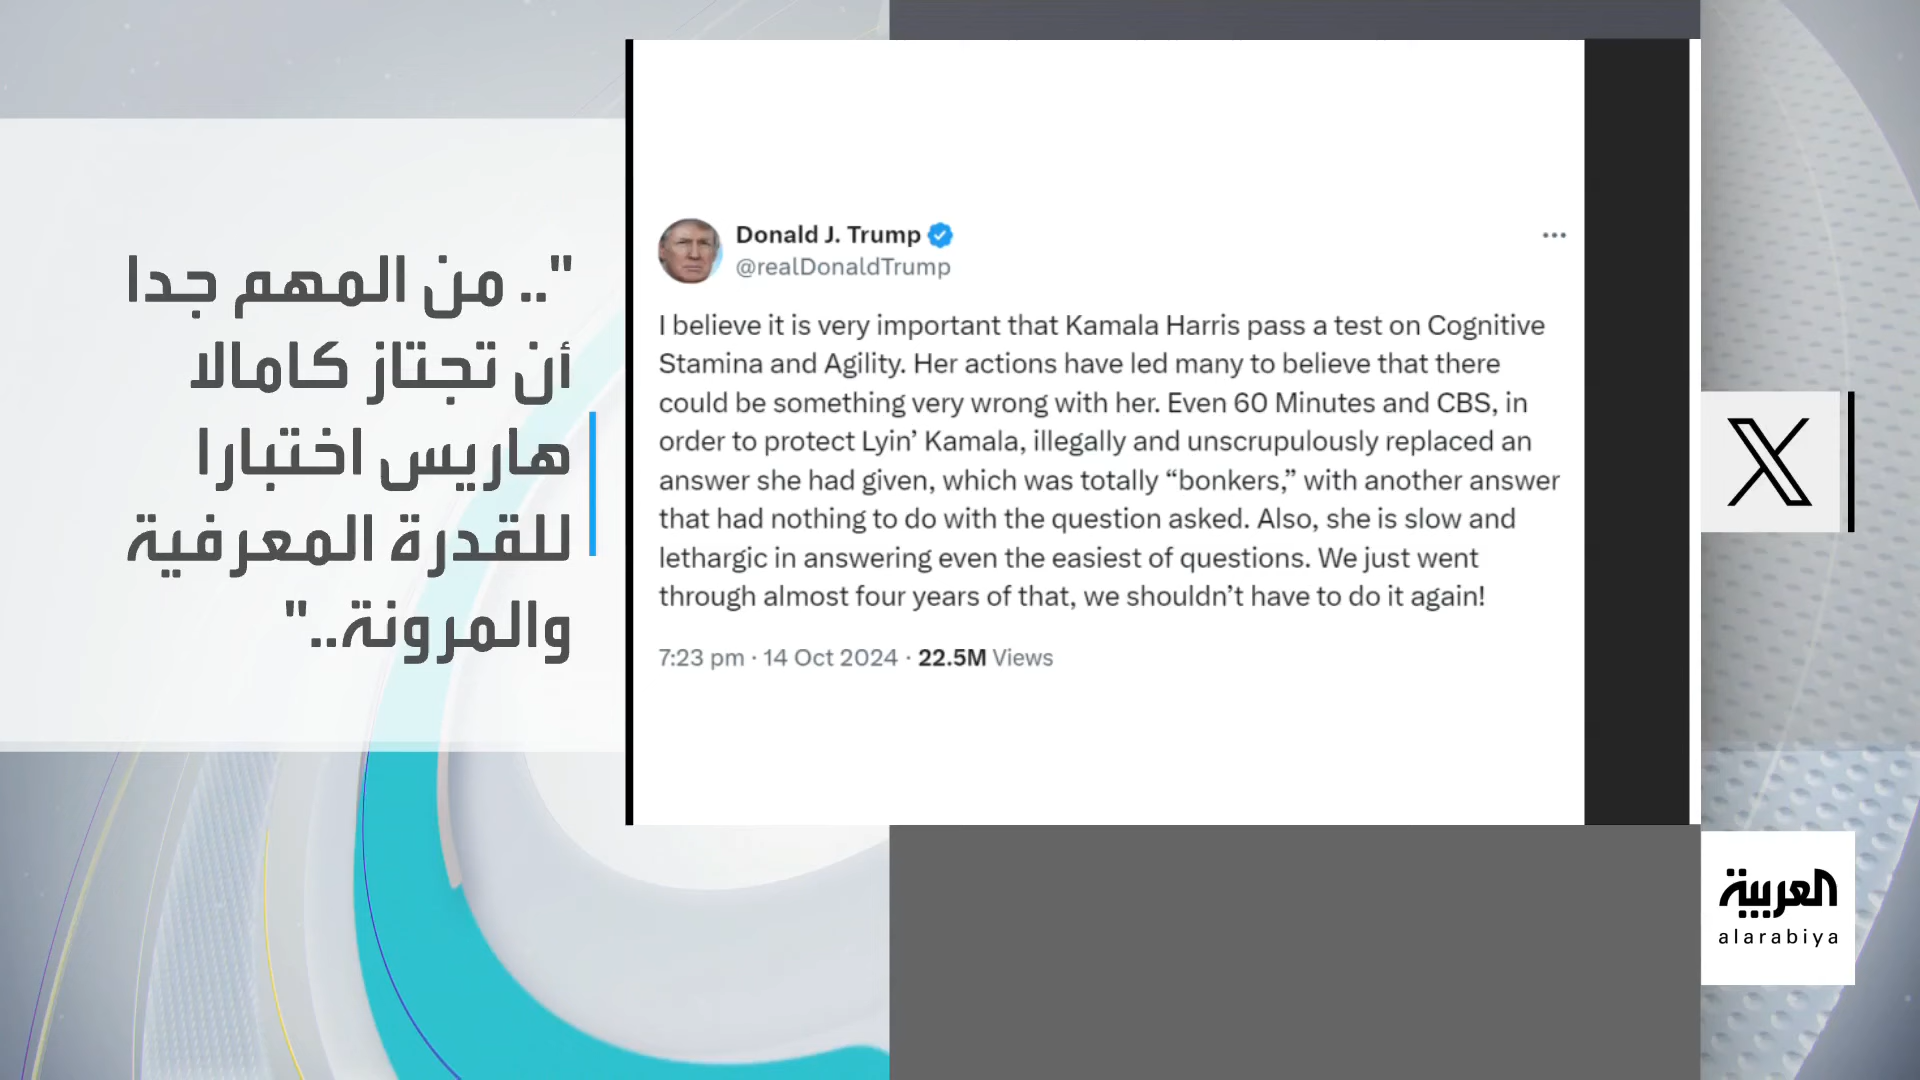 ".. من المهم جدا
أن تجتاز كامالا
هاريس اختبارا
للقدرة المعرفية
والمرونة.."
Donald J. Trump
@realDonaldTrump
I believe it is very important that Kamala Harris pass a test on Cognitive
Stamina and Agility. Her actions have led many to believe that there
could be something very wrong with her. Even 60 Minutes and CBS, in
order to protect Lyin’ Kamala, illegally and unscrupulously replaced an
answer she had given, which was totally “bonkers,” with another answer
that had nothing to do with the question asked. Also, she is slow and
lethargic in answering even the easiest of questions. We just went
through almost four years of that, we shouldn’t have to do it again!
7:23 pm · 14 Oct 2024 · 22.5M Views
X
العربية
alarabiya